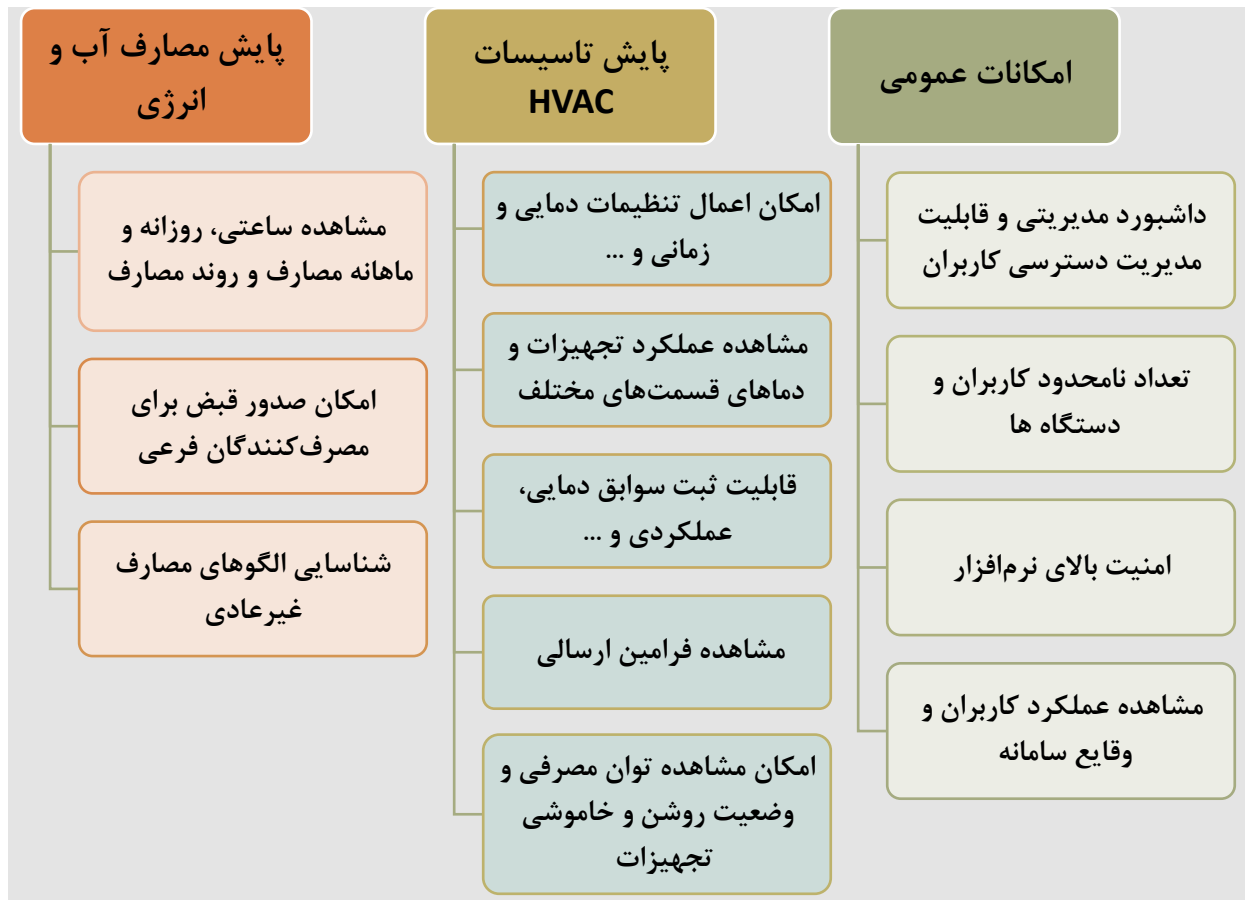 امکانات عمومی
داشبورد مدیریتی و قابلیت
مدیریت دسترسی کاربران
تعداد نامحدود کاربران و
دستگاه ها
امنیت بالای نرم‌افزار
مشاهده عملکرد کاربران و
وقایع سامانه
پایش تاسیسات
HVAC
امکان اعمال تنظیمات دمایی و
زمانی و ...
مشاهده عملکرد تجهیزات و
دماهای قسمت‌های مختلف
قابلیت ثبت سوابق دمایی،
عملکردی و ...
مشاهده فرامین ارسالی
امکان مشاهده توان مصرفی و
وضعیت روشن و خاموشی
تجهیزات
پایش مصارف آب و
انرژی
مشاهده ساعتی، روزانه و
ماهانه مصارف و روند مصارف
امکان صدور قبض برای
مصرف‌کنندگان فرعی
شناسایی الگوهای مصارف
غیرعادی